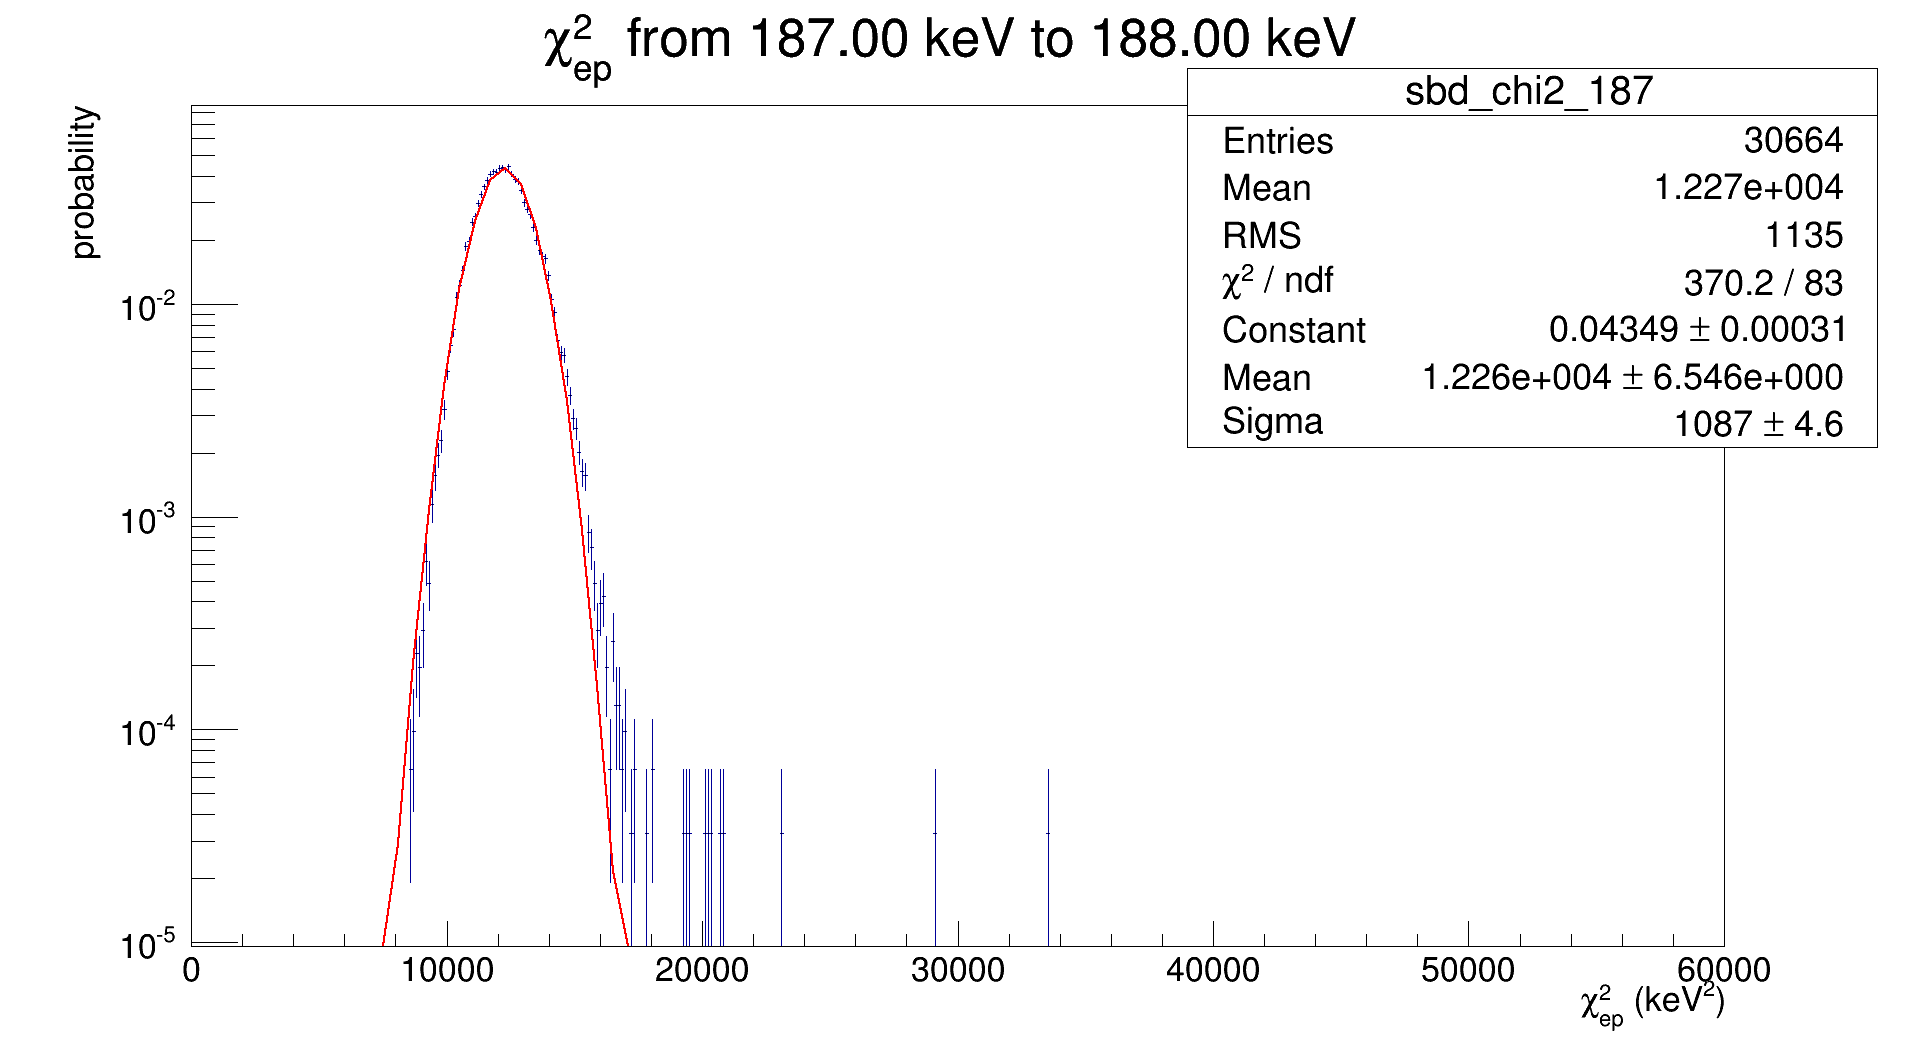 χ²ep from 187.00 keV to 188.00 keV
sbd_chi2_187
Entries 30664
Mean 1.227e+004
RMS 1135
χ² / ndf 370.2 / 83
Constant 0.04349 ± 0.00031
Mean 1.226e+004 ± 6.546e+000
Sigma 1087 ± 4.6
probability
10-2
10-3
10-4
10-5
0 10000 20000 30000 40000 50000 60000
χ²ep (keV²)